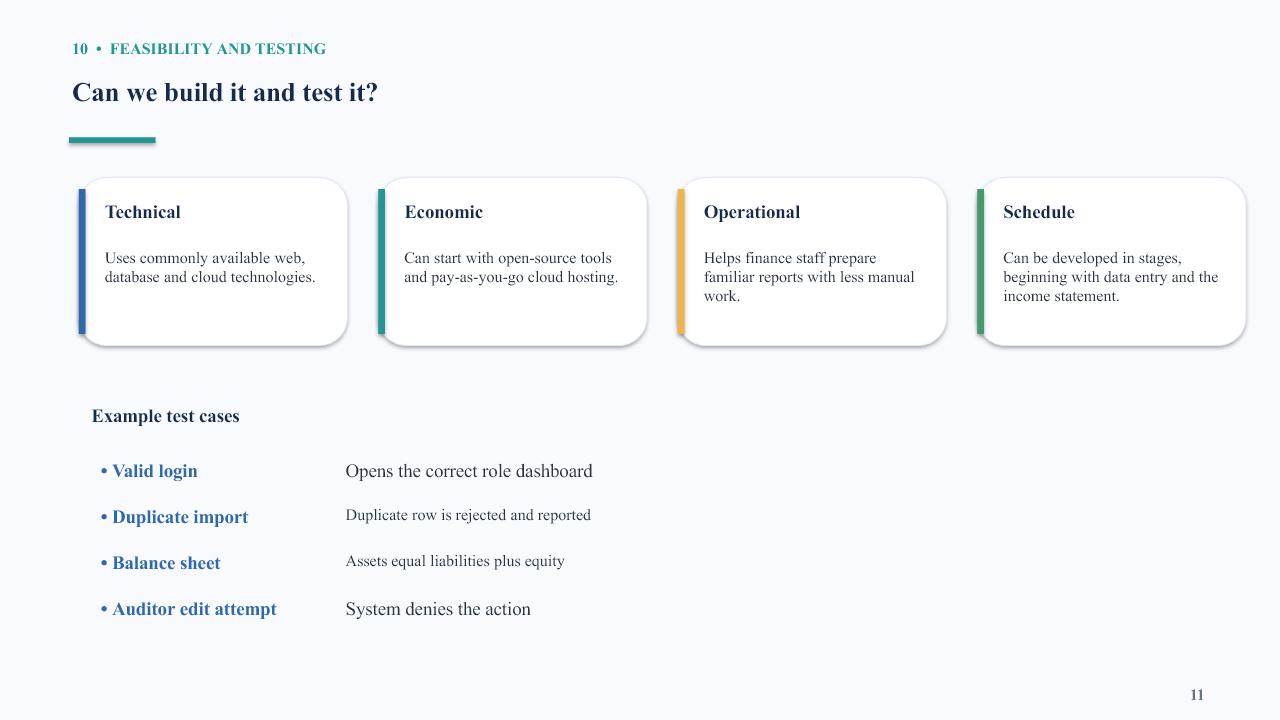 10 • FEASIBILITY AND TESTING
Can we build it and test it?
Technical
Uses commonly available web,
database and cloud technologies.
Economic
Can start with open-source tools
and pay-as-you-go cloud hosting.
Operational
Helps finance staff prepare
familiar reports with less manual
work.
Schedule
Can be developed in stages,
beginning with data entry and the
income statement.
Example test cases
• Valid login Opens the correct role dashboard
• Duplicate import Duplicate row is rejected and reported
• Balance sheet Assets equal liabilities plus equity
• Auditor edit attempt System denies the action
11